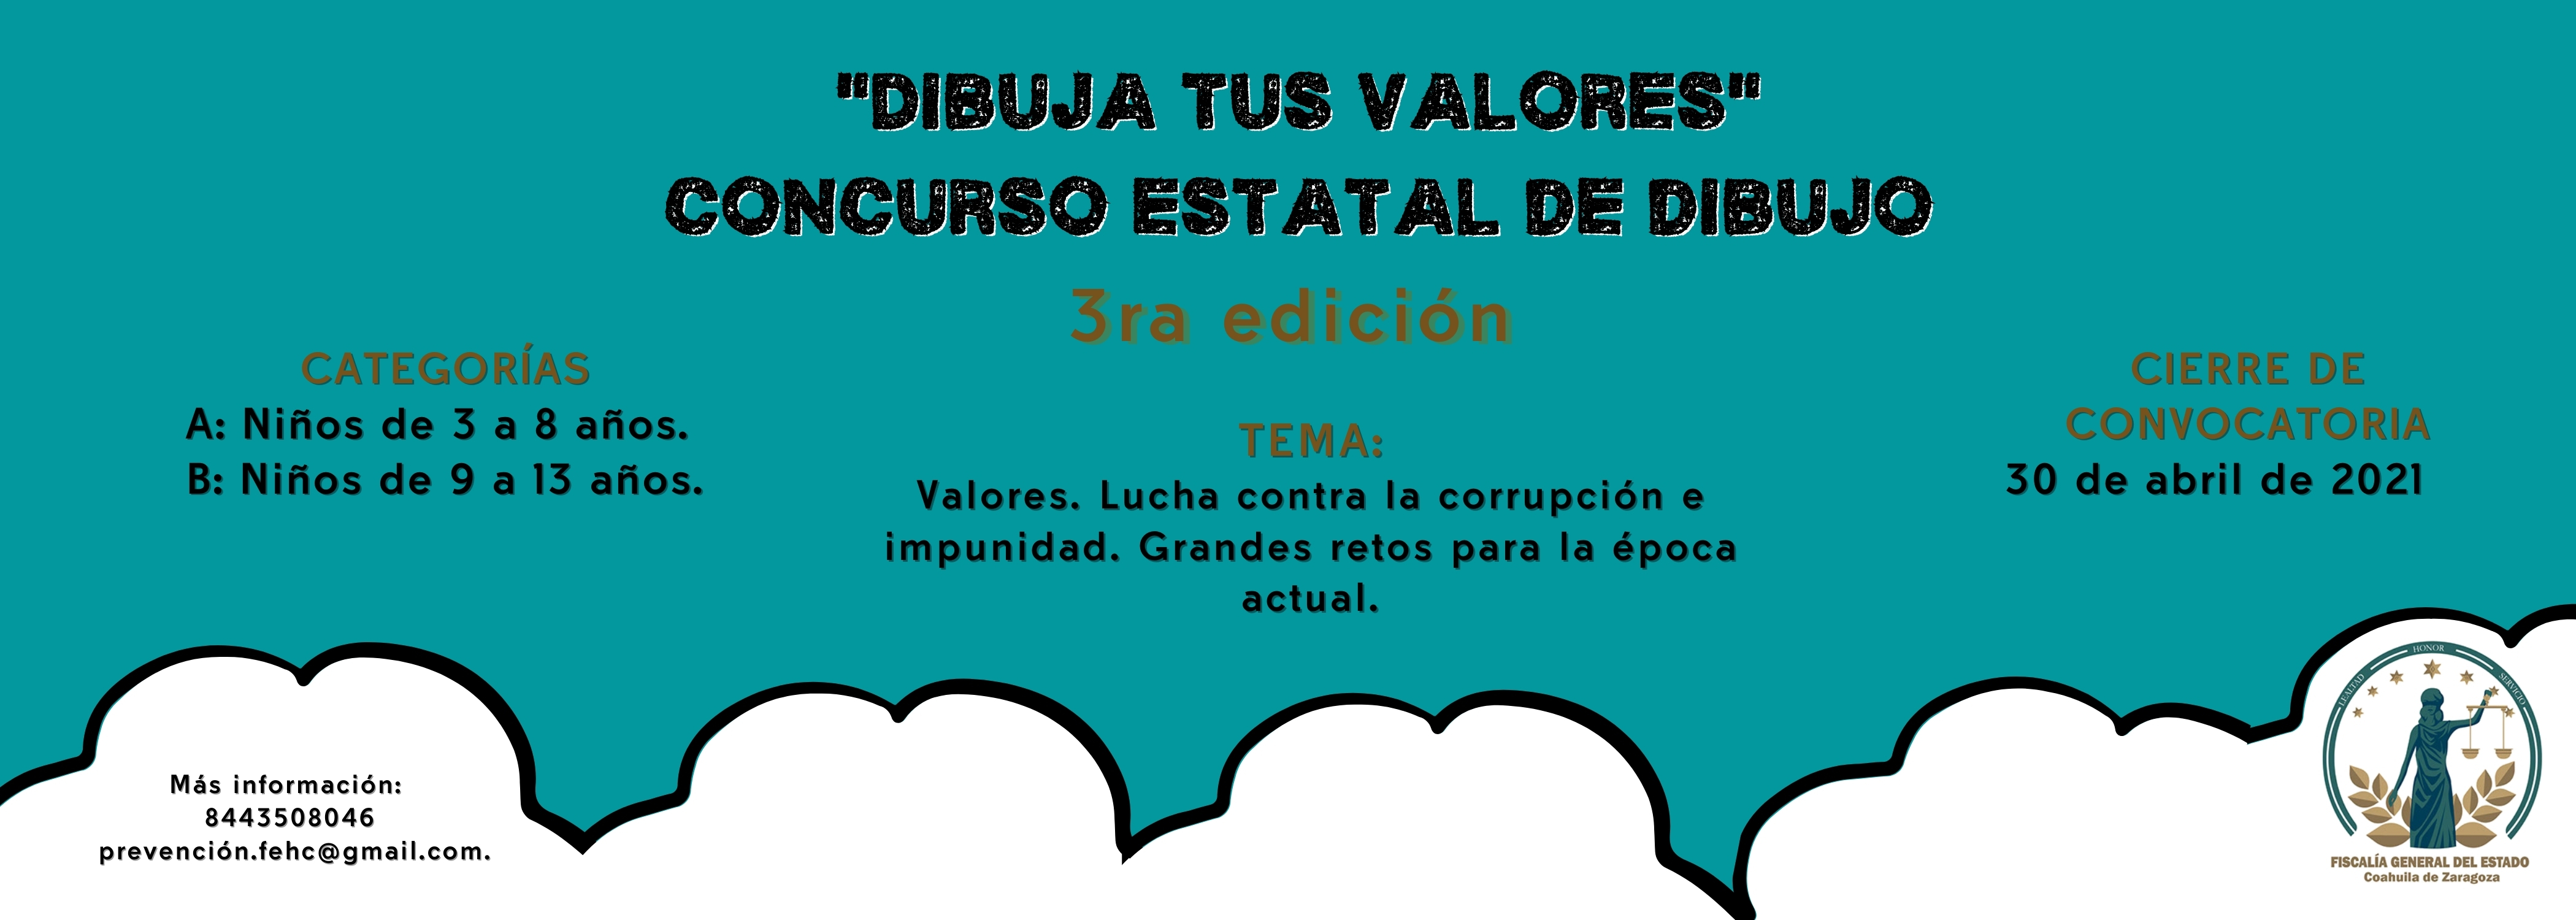 "DIBUJA TUS VALORES"
CONCURSO ESTATAL DE DIBUJO
3ra edición
CATEGORÍAS
A: Niños de 3 a 8 años.
B: Niños de 9 a 13 años.
TEMA:
Valores. Lucha contra la corrupción e
impunidad. Grandes retos para la época
actual.
CIERRE DE
CONVOCATORIA
30 de abril de 2021
Más información:
8443508046
prevención.fehc@gmail.com.
LEALTAD
HONOR
SERVICIO
FISCALÍA GENERAL DEL ESTADO
Coahuila de Zaragoza